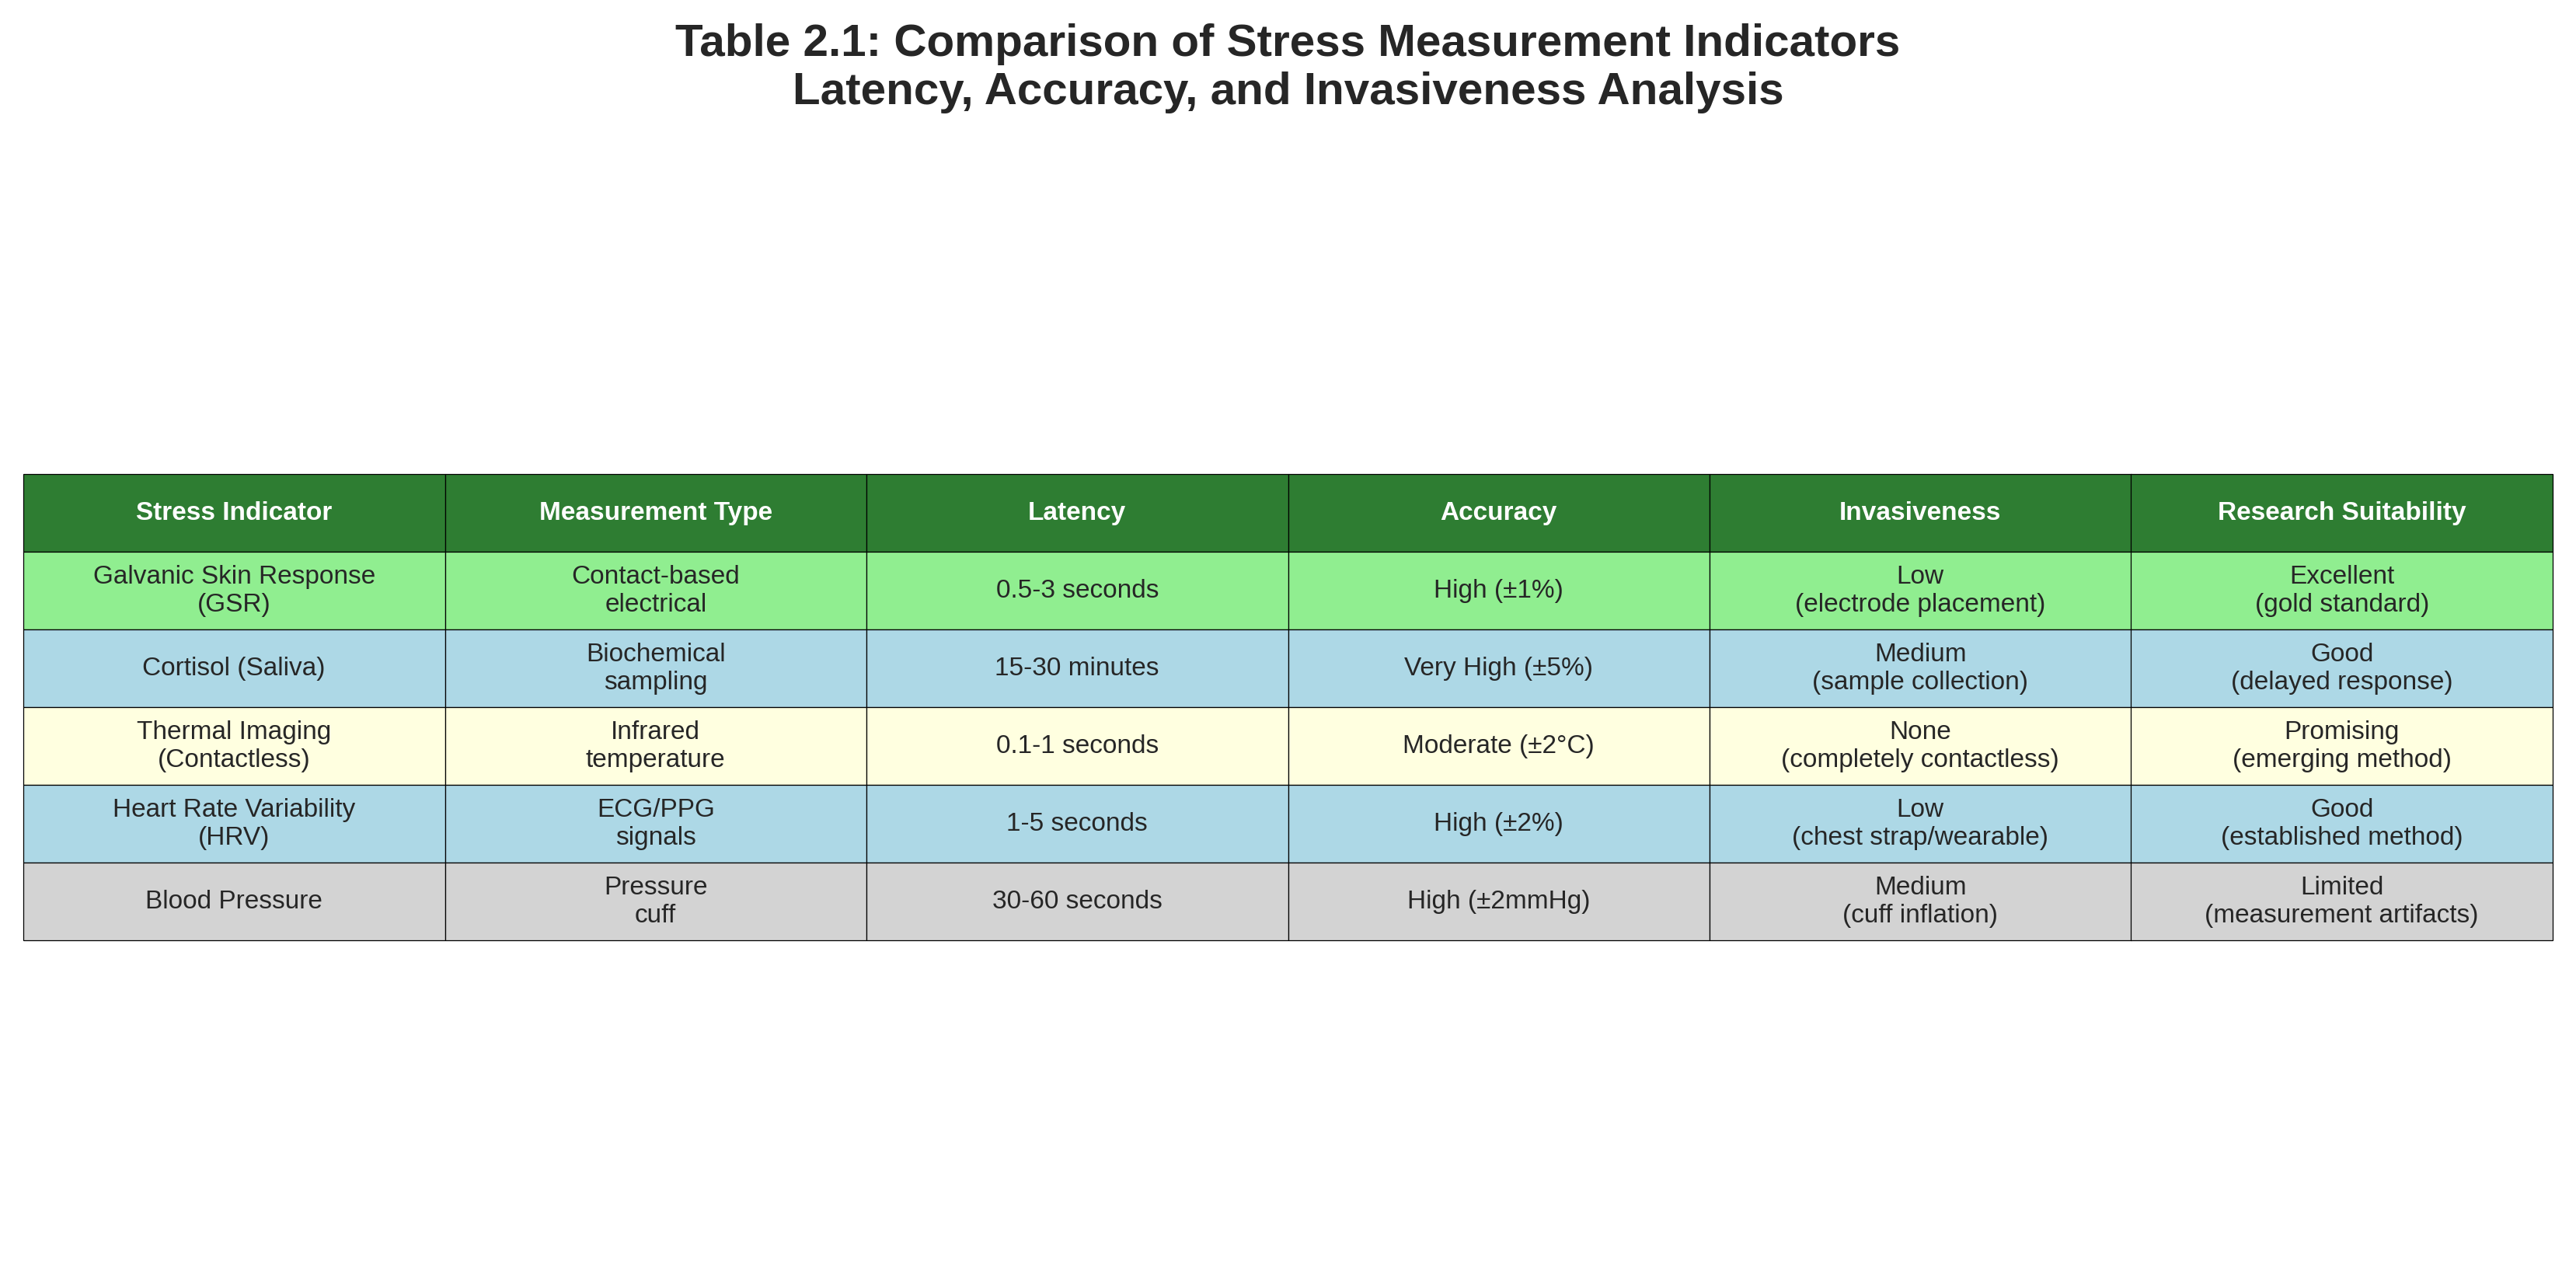 Table 2.1: Comparison of Stress Measurement Indicators
Latency, Accuracy, and Invasiveness Analysis
Stress Indicator Measurement Type Latency Accuracy Invasiveness Research Suitability
Galvanic Skin Response
(GSR)
Contact-based
electrical
0.5-3 seconds
High (±1%)
Low
(electrode placement)
Excellent
(gold standard)
Cortisol (Saliva)
Biochemical
sampling
15-30 minutes
Very High (±5%)
Medium
(sample collection)
Good
(delayed response)
Thermal Imaging
(Contactless)
Infrared
temperature
0.1-1 seconds
Moderate (±2°C)
None
(completely contactless)
Promising
(emerging method)
Heart Rate Variability
(HRV)
ECG/PPG
signals
1-5 seconds
High (±2%)
Low
(chest strap/wearable)
Good
(established method)
Blood Pressure
Pressure
cuff
30-60 seconds
High (±2mmHg)
Medium
(cuff inflation)
Limited
(measurement artifacts)